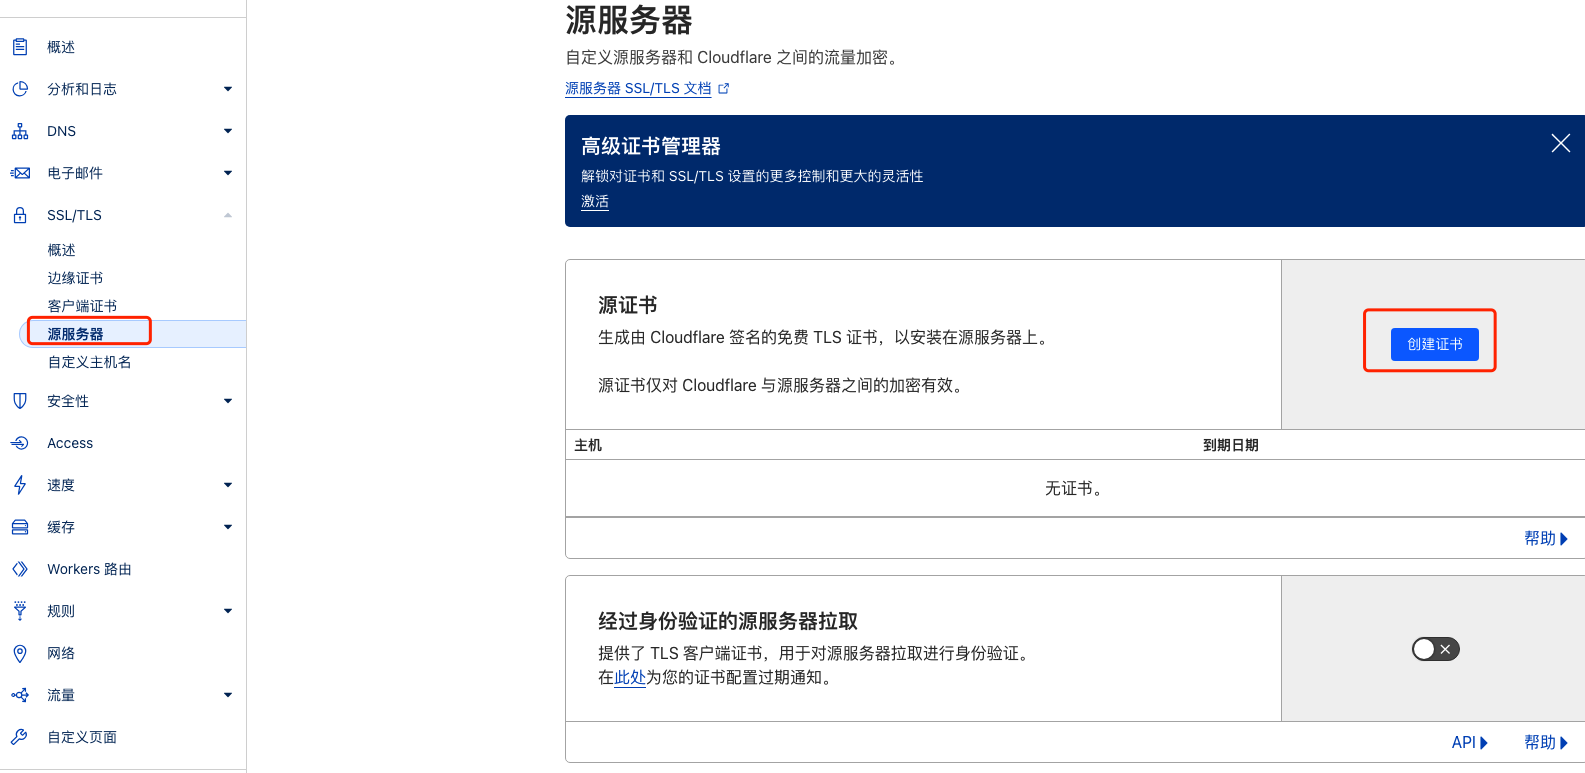 概述
分析和日志
DNS
电子邮件
SSL/TLS
概述
边缘证书
客户端证书
源服务器
自定义主机名
安全性
Access
速度
缓存
Workers 路由
规则
网络
流量
自定义页面
源服务器
自定义源服务器和 Cloudflare 之间的流量加密。
源服务器 SSL/TLS 文档
高级证书管理器
解锁对证书和 SSL/TLS 设置的更多控制和更大的灵活性
激活
源证书
生成由 Cloudflare 签名的免费 TLS 证书，以安装在源服务器上。
源证书仅对 Cloudflare 与源服务器之间的加密有效。
创建证书
主机 到期日期
无证书。
帮助
经过身份验证的源服务器拉取
提供了 TLS 客户端证书，用于对源服务器拉取进行身份验证。
在此处为您的证书配置过期通知。
API 帮助